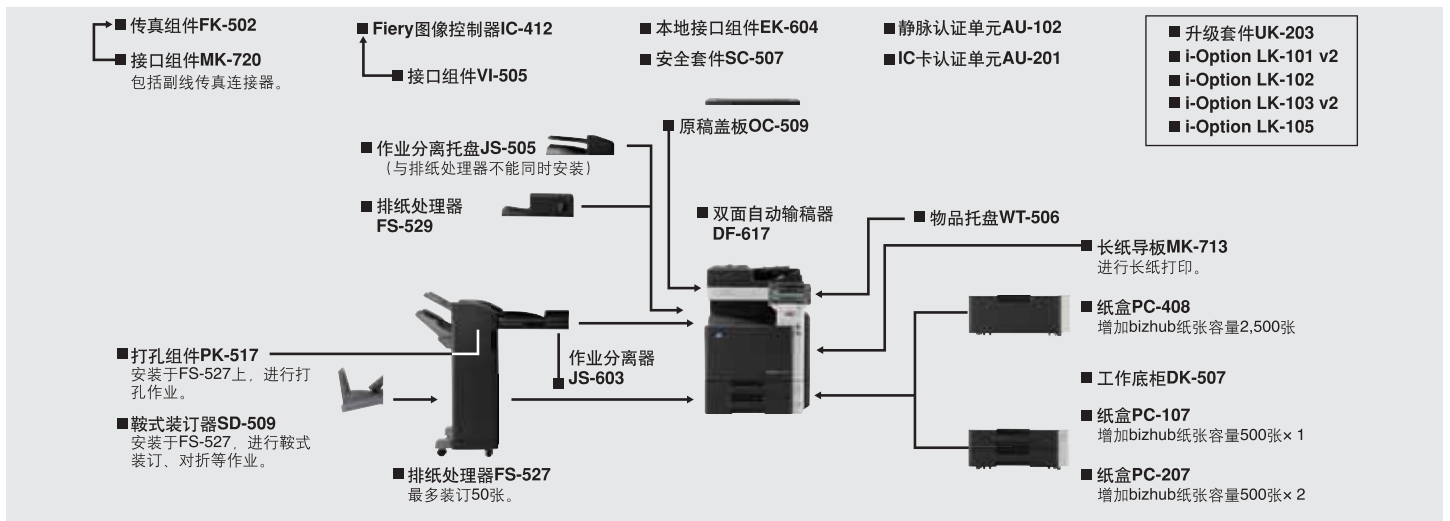 传真组件FK-502
接口组件MK-720
包括副线传真连接器。
Fiery图像控制器IC-412
接口组件VI-505
本地接口组件EK-604
安全套件SC-507
静脉认证单元AU-102
IC卡认证单元AU-201
升级套件UK-203
i-Option LK-101 v2
i-Option LK-102
i-Option LK-103 v2
i-Option LK-105
原稿盖板OC-509
作业分离托盘JS-505
（与排纸处理器不能同时安装）
排纸处理器
FS-529
双面自动输稿器
DF-617
物品托盘WT-506
长纸导板MK-713
进行长纸打印。
纸盒PC-408
增加bizhub纸张容量2,500张
打孔组件PK-517
安装于FS-527上，进行打
孔作业。
作业分离器
JS-603
工作底柜DK-507
鞍式装订器SD-509
安装于FS-527，进行鞍式
装订、对折等作业。
纸盒PC-107
增加bizhub纸张容量500张× 1
排纸处理器FS-527
最多装订50张。
纸盒PC-207
增加bizhub纸张容量500张× 2